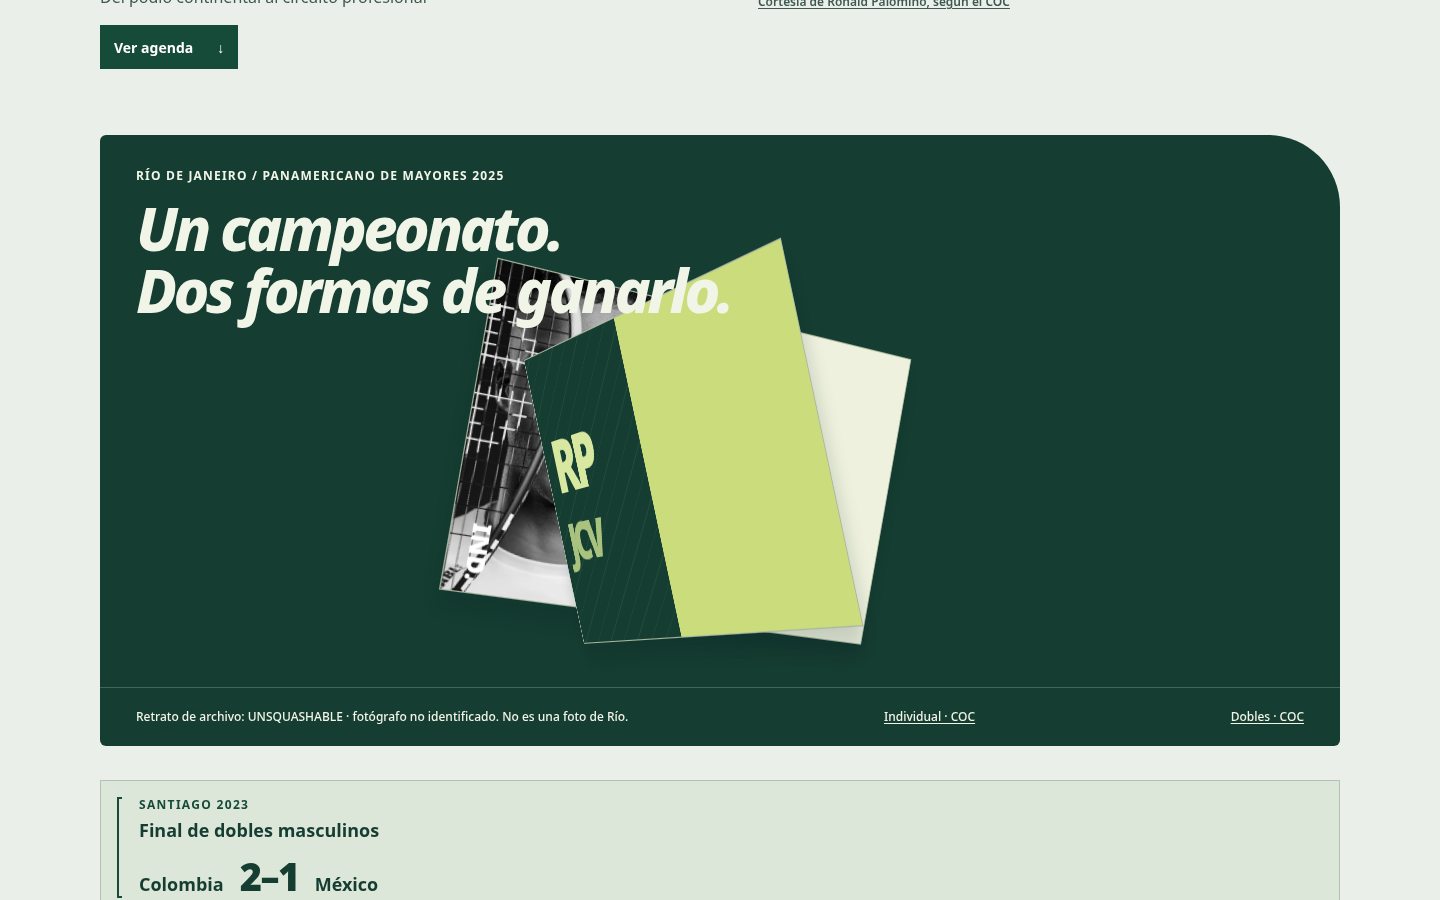 Del podio continental al circuito profesional
Cortesía de Ronald Palomino, según el COC
Ver agenda ↓
RÍO DE JANEIRO / PANAMERICANO DE MAYORES 2025
Un campeonato.
Dos formas de ganarlo.
RP
JCV
IND.
Retrato de archivo: UNSQUASHABLE · fotógrafo no identificado. No es una foto de Río.
Individual · COC
Dobles · COC
SANTIAGO 2023
Final de dobles masculinos
Colombia 2–1 México